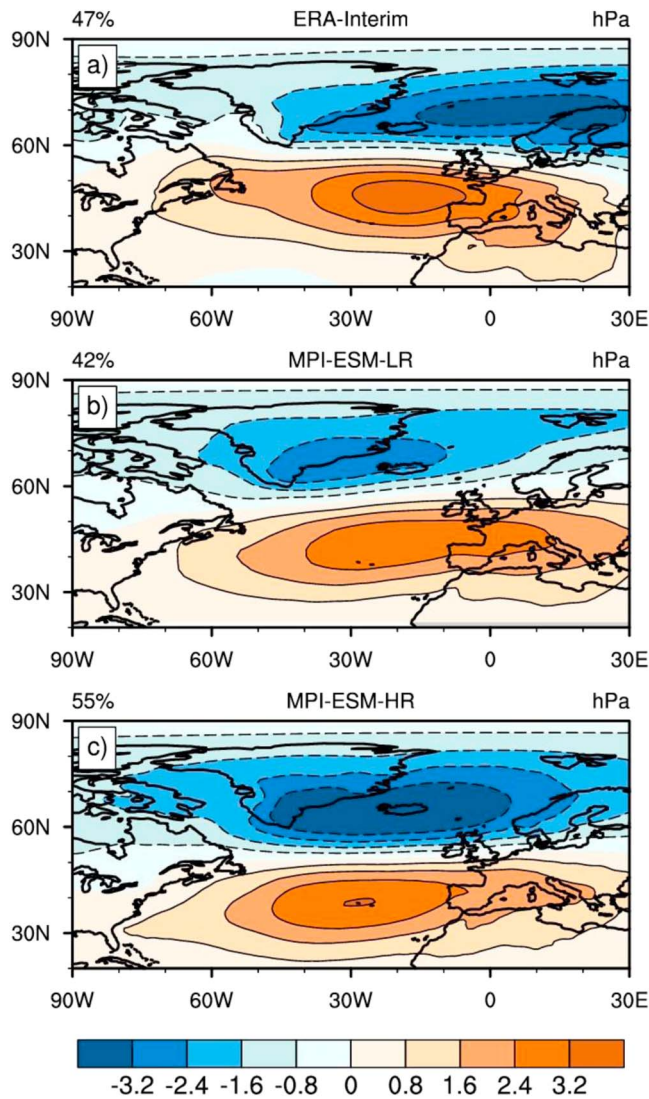 47% ERA-Interim hPa
90N
a)
60N
30N
90W 60W 30W 0 30E
42% MPI-ESM-LR hPa
90N
b)
60N
30N
90W 60W 30W 0 30E
55% MPI-ESM-HR hPa
90N
c)
60N
30N
90W 60W 30W 0 30E
-3.2 -2.4 -1.6 -0.8 0 0.8 1.6 2.4 3.2